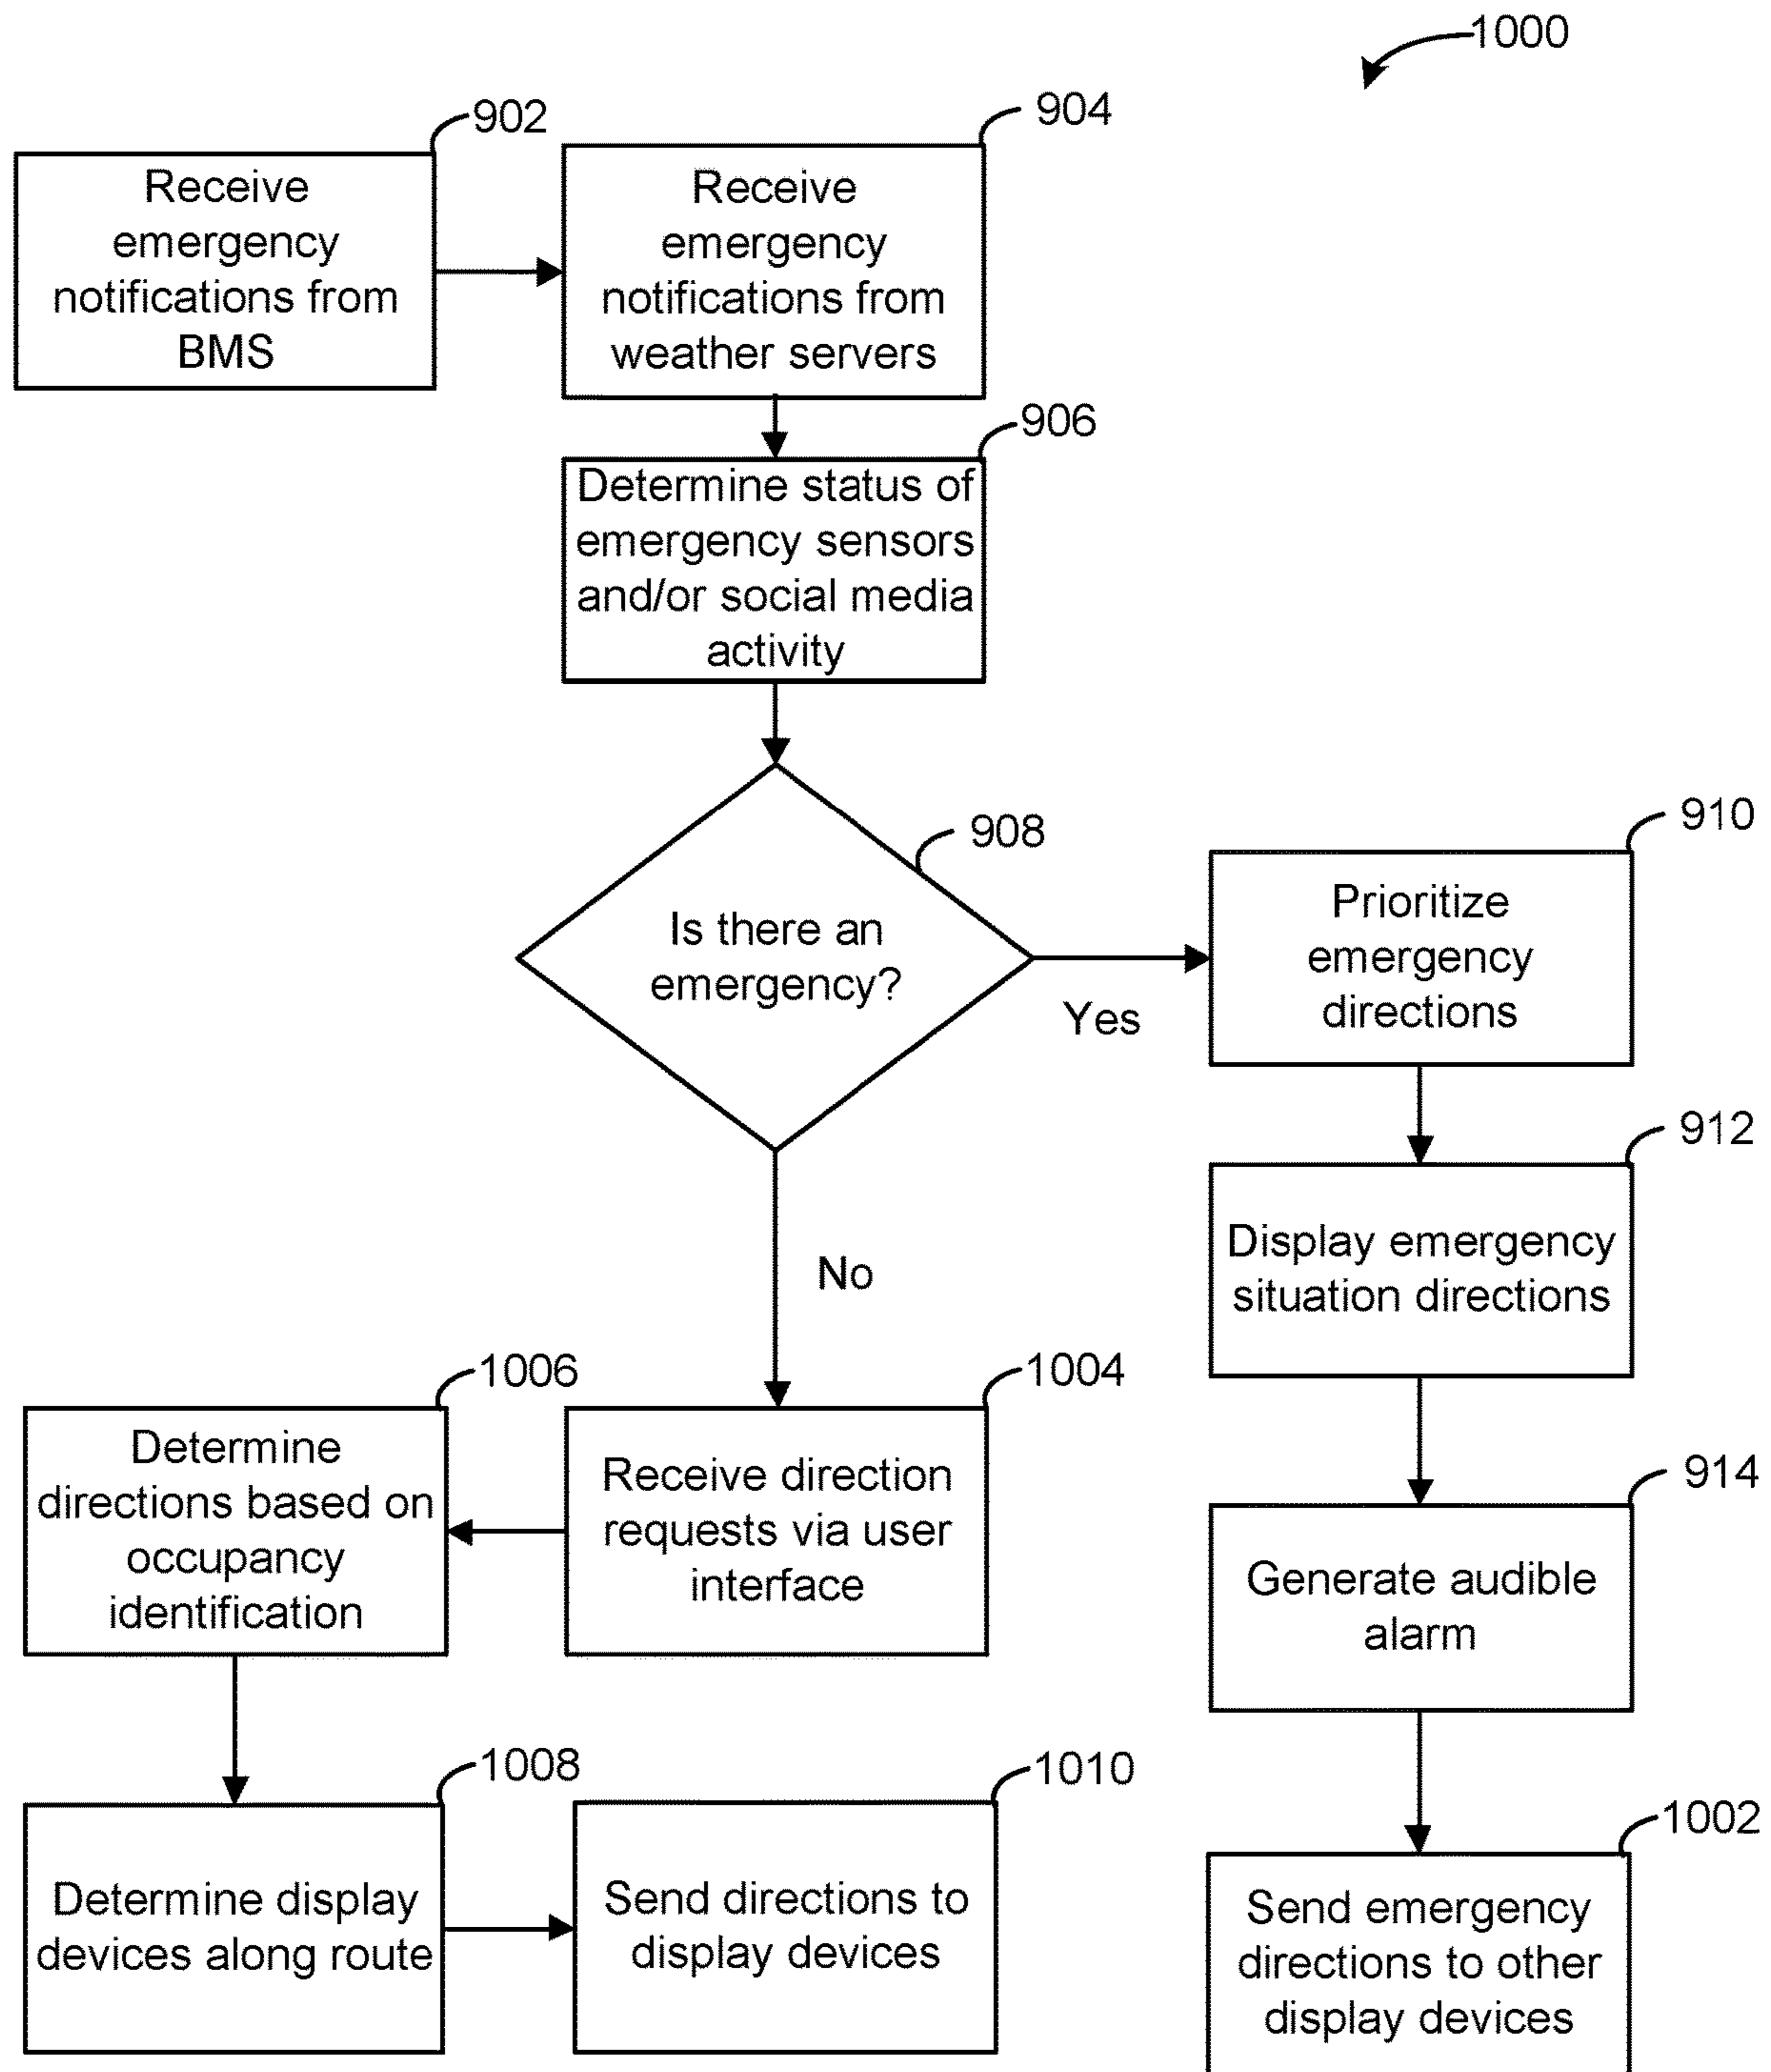 1000
902
Receive
emergency
notifications from
BMS
904
Receive
emergency
notifications from
weather servers
906
Determine status of
emergency sensors
and/or social media
activity
908
Is there an
emergency?
Yes
No
910
Prioritize
emergency
directions
912
Display emergency
situation directions
914
Generate audible
alarm
1002
Send emergency
directions to other
display devices
1004
Receive direction
requests via user
interface
1006
Determine
directions based on
occupancy
identification
1008
Determine display
devices along route
1010
Send directions to
display devices